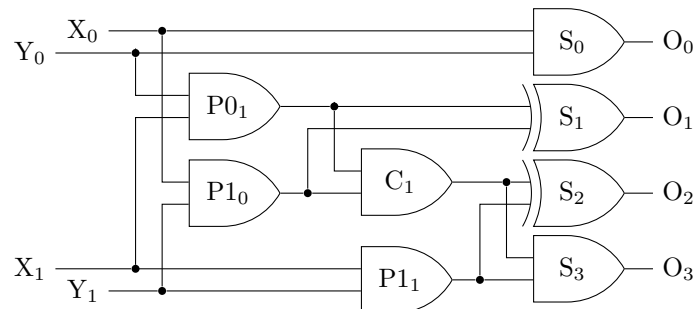 X₀ S₀ O₀
Y₀
P0₁ S₁ O₁
P1₀ C₁ S₂ O₂
X₁ P1₁ S₃ O₃
Y₁